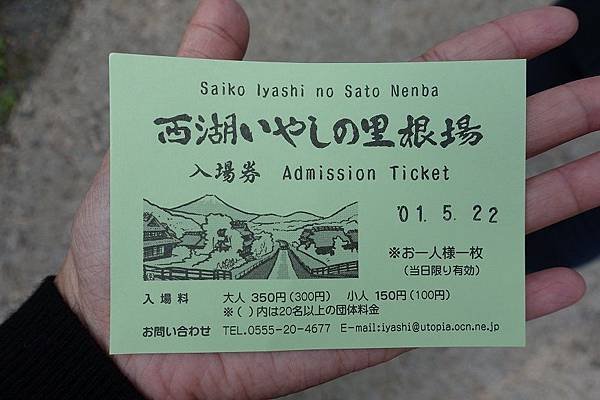 Saiko Iyashi no Sato Nenba
西湖いやしの里根場
入場券 Admission Ticket
'01.5.22
※お一人様一枚
(当日限り有効)
入場料 大人 350円(300円) 小人 150円(100円)
※( )内は20名以上の団体料金
お問い合わせ TEL.0555-20-4677 E-mail:iyashi@utopia.ocn.ne.jp